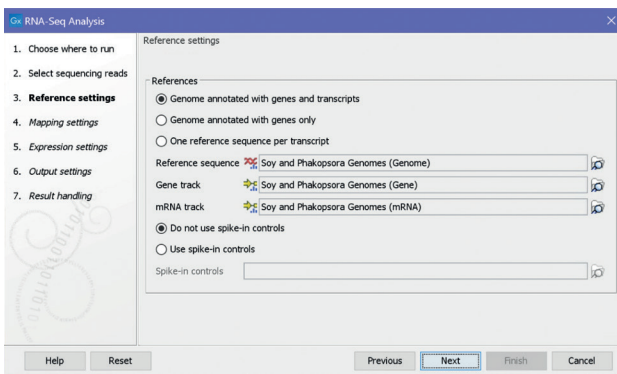 Gx RNA-Seq Analysis
1. Choose where to run
2. Select sequencing reads
3. Reference settings
4. Mapping settings
5. Expression settings
6. Output settings
7. Result handling
Reference settings
References
Genome annotated with genes and transcripts
Genome annotated with genes only
One reference sequence per transcript
Reference sequence Soy and Phakopsora Genomes (Genome)
Gene track Soy and Phakopsora Genomes (Gene)
mRNA track Soy and Phakopsora Genomes (mRNA)
Do not use spike-in controls
Use spike-in controls
Spike-in controls
Help Reset Previous Next Finish Cancel